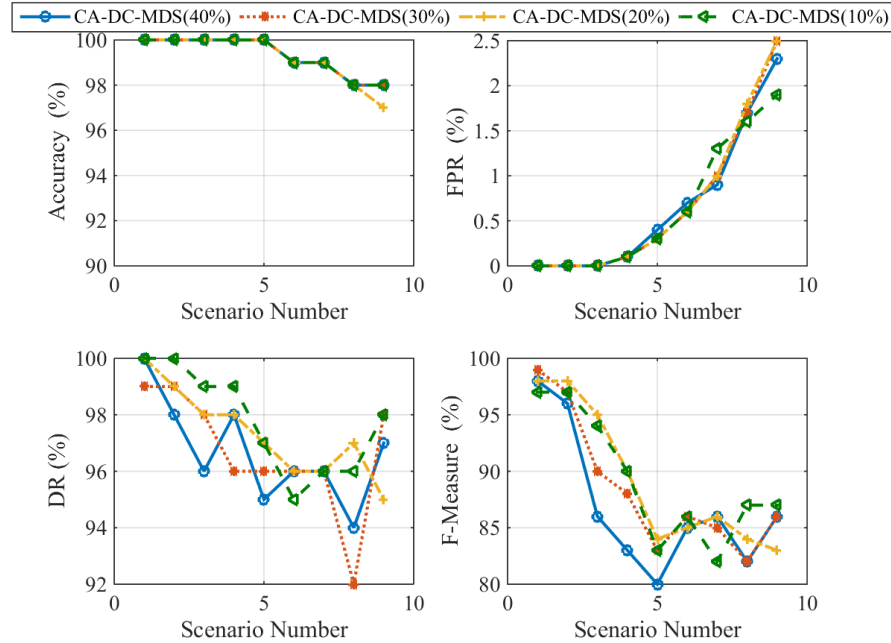 CA-DC-MDS(40%) CA-DC-MDS(30%) CA-DC-MDS(20%) CA-DC-MDS(10%)
Accuracy (%)
100
98
96
94
92
90
0 5 10
Scenario Number
FPR (%)
2.5
2
1.5
1
0.5
0
0 5 10
Scenario Number
DR (%)
100
98
96
94
92
0 5 10
Scenario Number
F-Measure (%)
100
95
90
85
80
0 5 10
Scenario Number